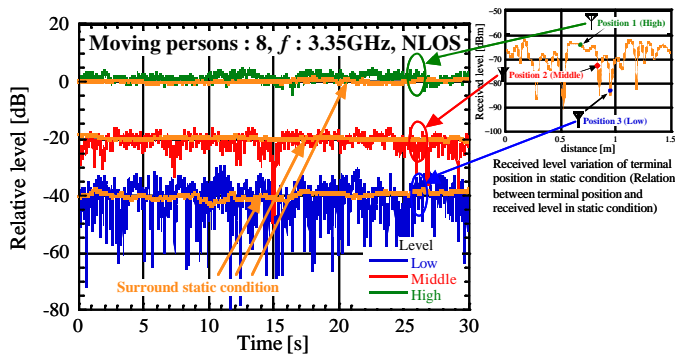 Moving persons : 8, f : 3.35GHz, NLOS
Relative level [dB]
20
0
-20
-40
-60
-80
0
5
10
15
20
25
30
Time [s]
Surround static condition
Level
Low
Middle
High
Received level [dBm]
-50
-60
-70
-80
-90
-100
0
0.5
1
1.5
distance [m]
Position 1 (High)
Position 2 (Middle)
Position 3 (Low)
Received level variation of terminal
position in static condition (Relation
between terminal position and
received level in static condition)